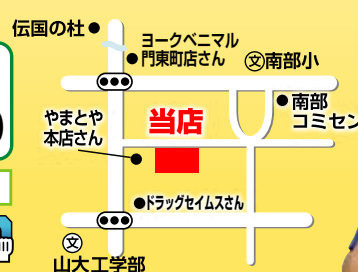 伝国の杜
ヨークベニマル
門東町店さん
文南部小
南部
コミセン
やまとや
本店さん
当店
ドラッグセイムスさん
文
山大工学部